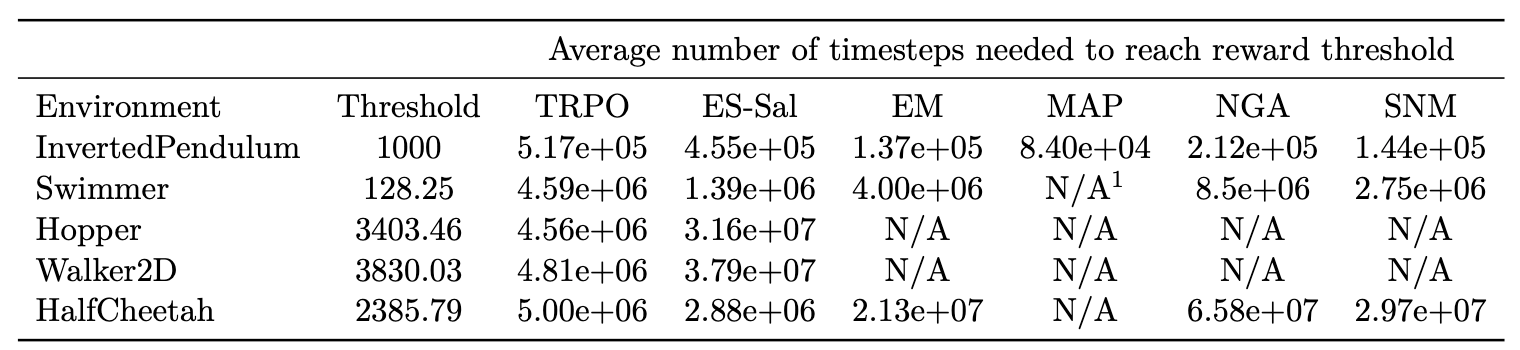 Average number of timesteps needed to reach reward threshold
Environment Threshold TRPO ES-Sal EM MAP NGA SNM
InvertedPendulum 1000 5.17e+05 4.55e+05 1.37e+05 8.40e+04 2.12e+05 1.44e+05
Swimmer 128.25 4.59e+06 1.39e+06 4.00e+06 N/A¹ 8.5e+06 2.75e+06
Hopper 3403.46 4.56e+06 3.16e+07 N/A N/A N/A N/A
Walker2D 3830.03 4.81e+06 3.79e+07 N/A N/A N/A N/A
HalfCheetah 2385.79 5.00e+06 2.88e+06 2.13e+07 N/A 6.58e+07 2.97e+07